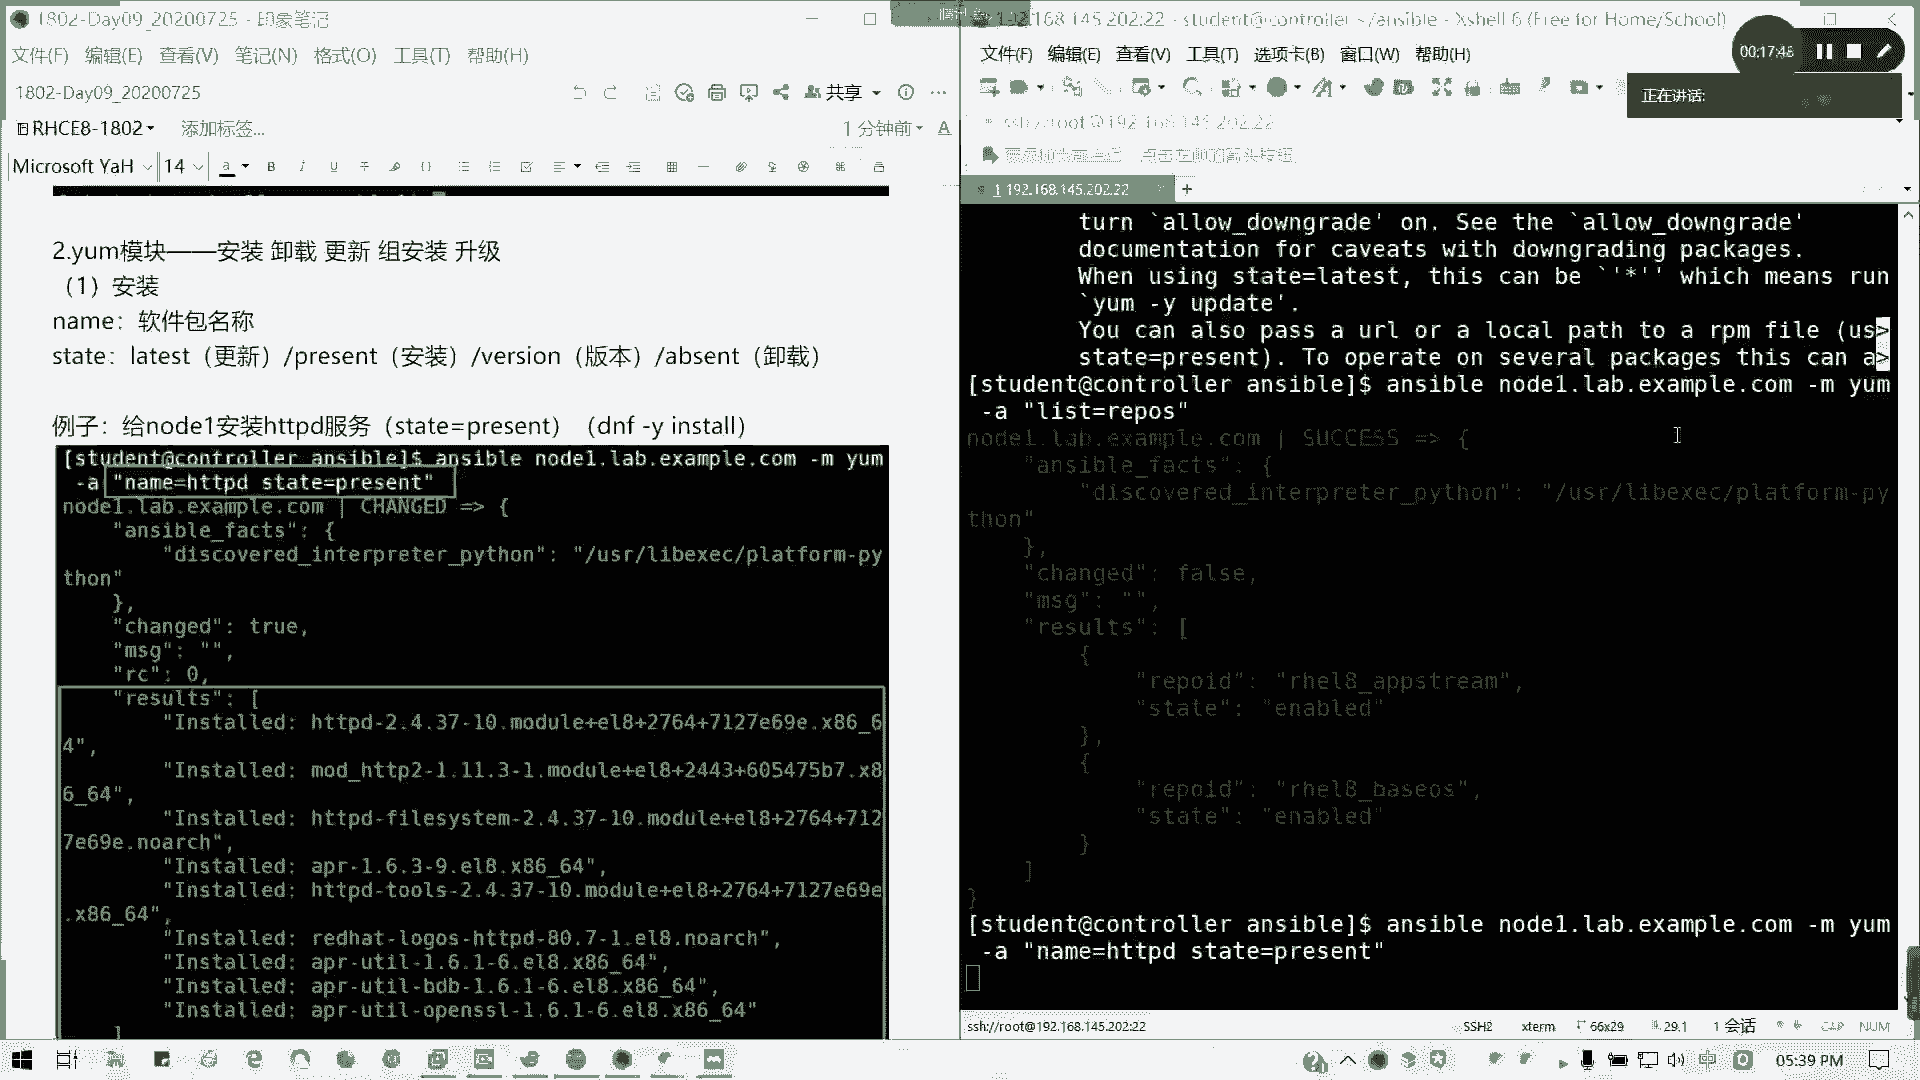 1802-Day09_20200725 - 印象笔记
文件(F) 编辑(E) 查看(V) 笔记(N) 格式(O) 工具(T) 帮助(H)
1802-Day09_20200725
共享
RHCE8-1802 添加标签...
1 分钟前
Microsoft YaH 14
2.yum模块——安装 卸载 更新 组安装 升级
（1）安装
name：软件包名称
state：latest（更新）/present（安装）/version（版本）/absent（卸载）
例子：给node1安装httpd服务（state=present）（dnf -y install）
[student@controller ansible]$ ansible node1.lab.example.com -m yum
-a "name=httpd state=present"
node1.lab.example.com | CHANGED => {
"ansible_facts": {
"discovered_interpreter_python": "/usr/libexec/platform-py
thon"
},
"changed": true,
"msg": "",
"rc": 0,
"results": [
"Installed: httpd-2.4.37-10.module+el8+2764+7127e69e.x86_6
4",
"Installed: mod_http2-1.11.3-1.module+el8+2443+605475b7.x8
6_64",
"Installed: httpd-filesystem-2.4.37-10.module+el8+2764+712
7e69e.noarch",
"Installed: apr-1.6.3-9.el8.x86_64",
"Installed: httpd-tools-2.4.37-10.module+el8+2764+7127e69e
.x86_64",
"Installed: redhat-logos-httpd-80.7-1.el8.noarch",
"Installed: apr-util-1.6.1-6.el8.x86_64",
"Installed: apr-util-bdb-1.6.1-6.el8.x86_64",
"Installed: apr-util-openssl-1.6.1-6.el8.x86_64"
]
192.168.145.202:22 - student@controller:~/ansible - Xshell 6 (Free for Home/School)
文件(F) 编辑(E) 查看(V) 工具(T) 选项卡(B) 窗口(W) 帮助(H)
00:17:48
正在讲话:
ssh://root@192.168.145.202:22
1 192.168.145.202:22
turn `allow_downgrade' on. See the `allow_downgrade'
documentation for caveats with downgrading packages.
When using state=latest, this can be `'*'' which means run
`yum -y update'.
You can also pass a url or a local path to a rpm file (us>
state=present). To operate on several packages this can a>
[student@controller ansible]$ ansible node1.lab.example.com -m yum
-a "list=repos"
node1.lab.example.com | SUCCESS => {
"ansible_facts": {
"discovered_interpreter_python": "/usr/libexec/platform-py
thon"
},
"changed": false,
"msg": "",
"results": [
{
"repoid": "rhel8_appstream",
"state": "enabled"
},
{
"repoid": "rhel8_baseos",
"state": "enabled"
}
]
}
[student@controller ansible]$ ansible node1.lab.example.com -m yum
-a "name=httpd state=present"
ssh://root@192.168.145.202:22 SSH2 xterm 66x29 29,1 1 会话 CAP NUM
中 05:39 PM